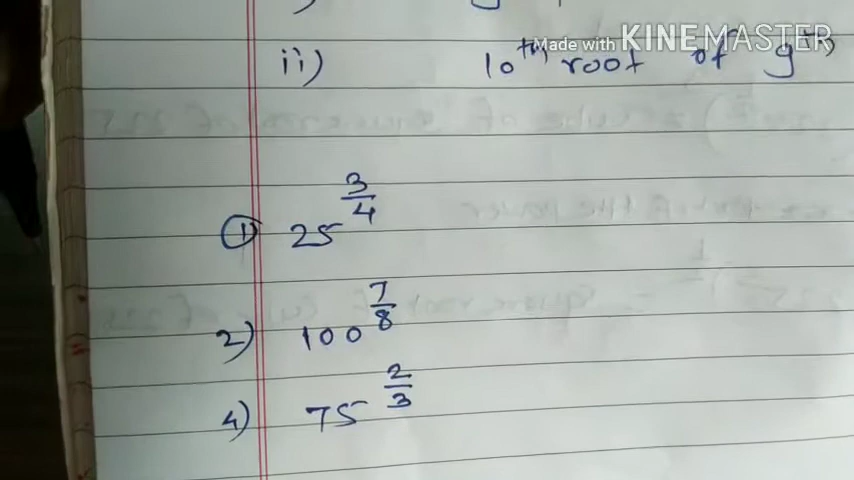 Made with KINEMASTER
ii) 10th root of 9th
1) 25^(3/4)
2) 100^(7/8)
4) 75^(2/3)